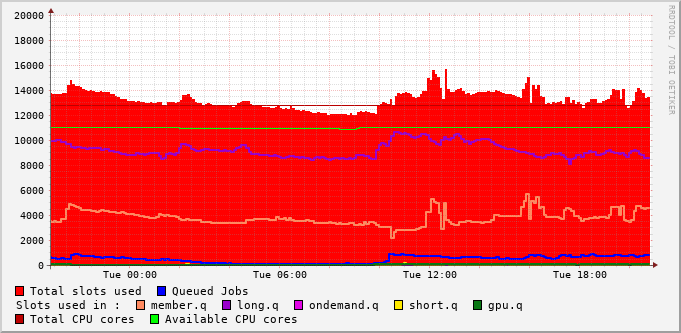 20000
18000
16000
14000
12000
10000
8000
6000
4000
2000
0
Tue 00:00 Tue 06:00 Tue 12:00 Tue 18:00
RRDTOOL / TOBI OETIKER
Total slots used Queued Jobs
Slots used in : member.q long.q ondemand.q short.q gpu.q
Total CPU cores Available CPU cores